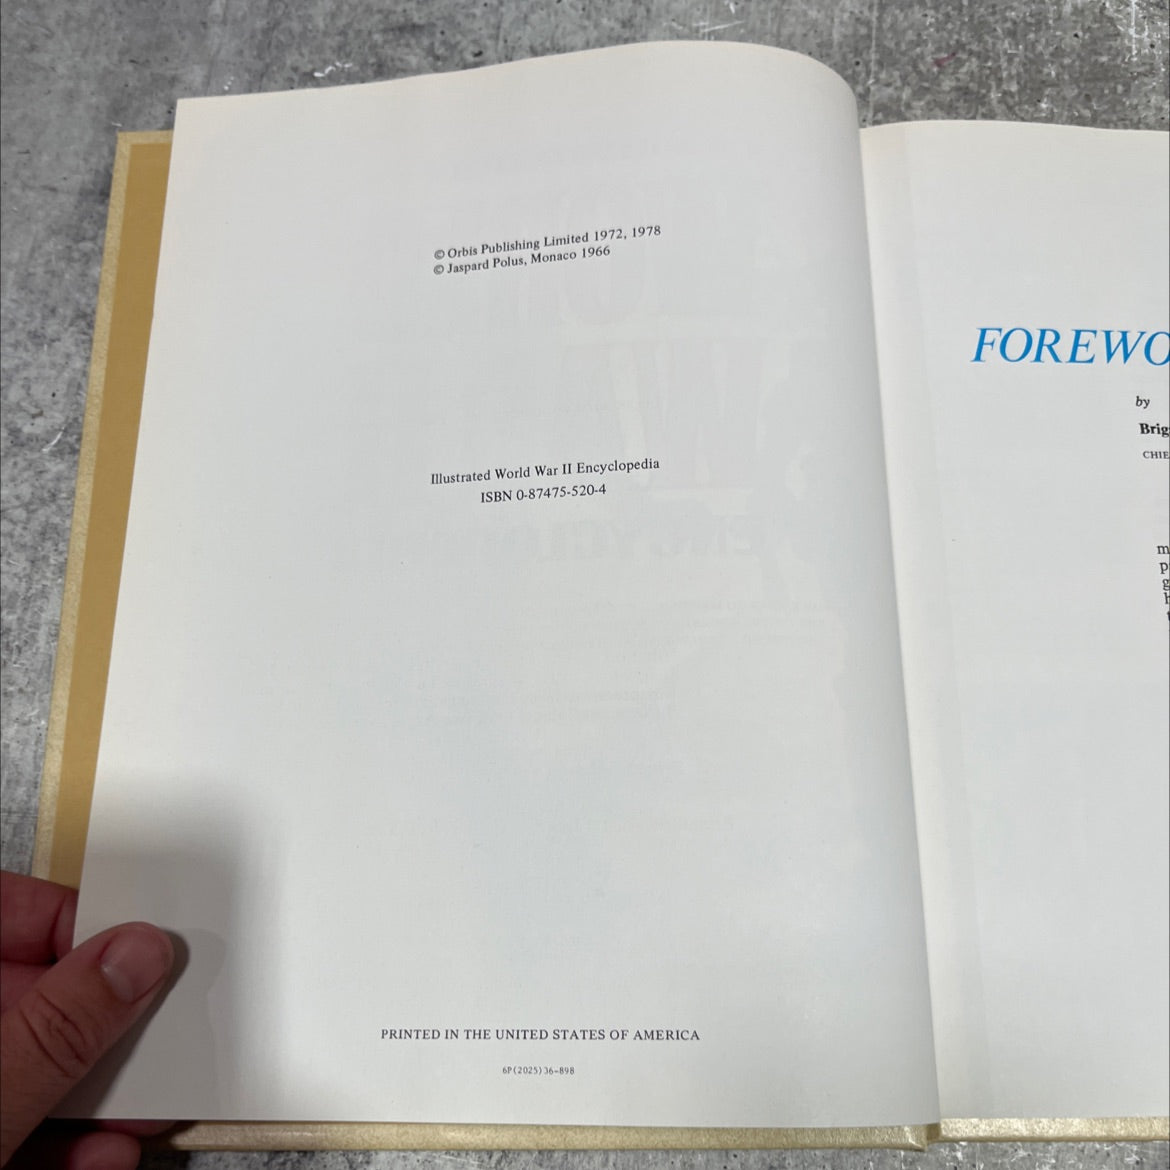 © Orbis Publishing Limited 1972, 1978
© Jaspard Polus, Monaco 1966
Illustrated World War II Encyclopedia
ISBN 0-87475-520-4
PRINTED IN THE UNITED STATES OF AMERICA
6P(2025)36-898
FOREWO
by
Brig
CHIE
m
p
g
h
t